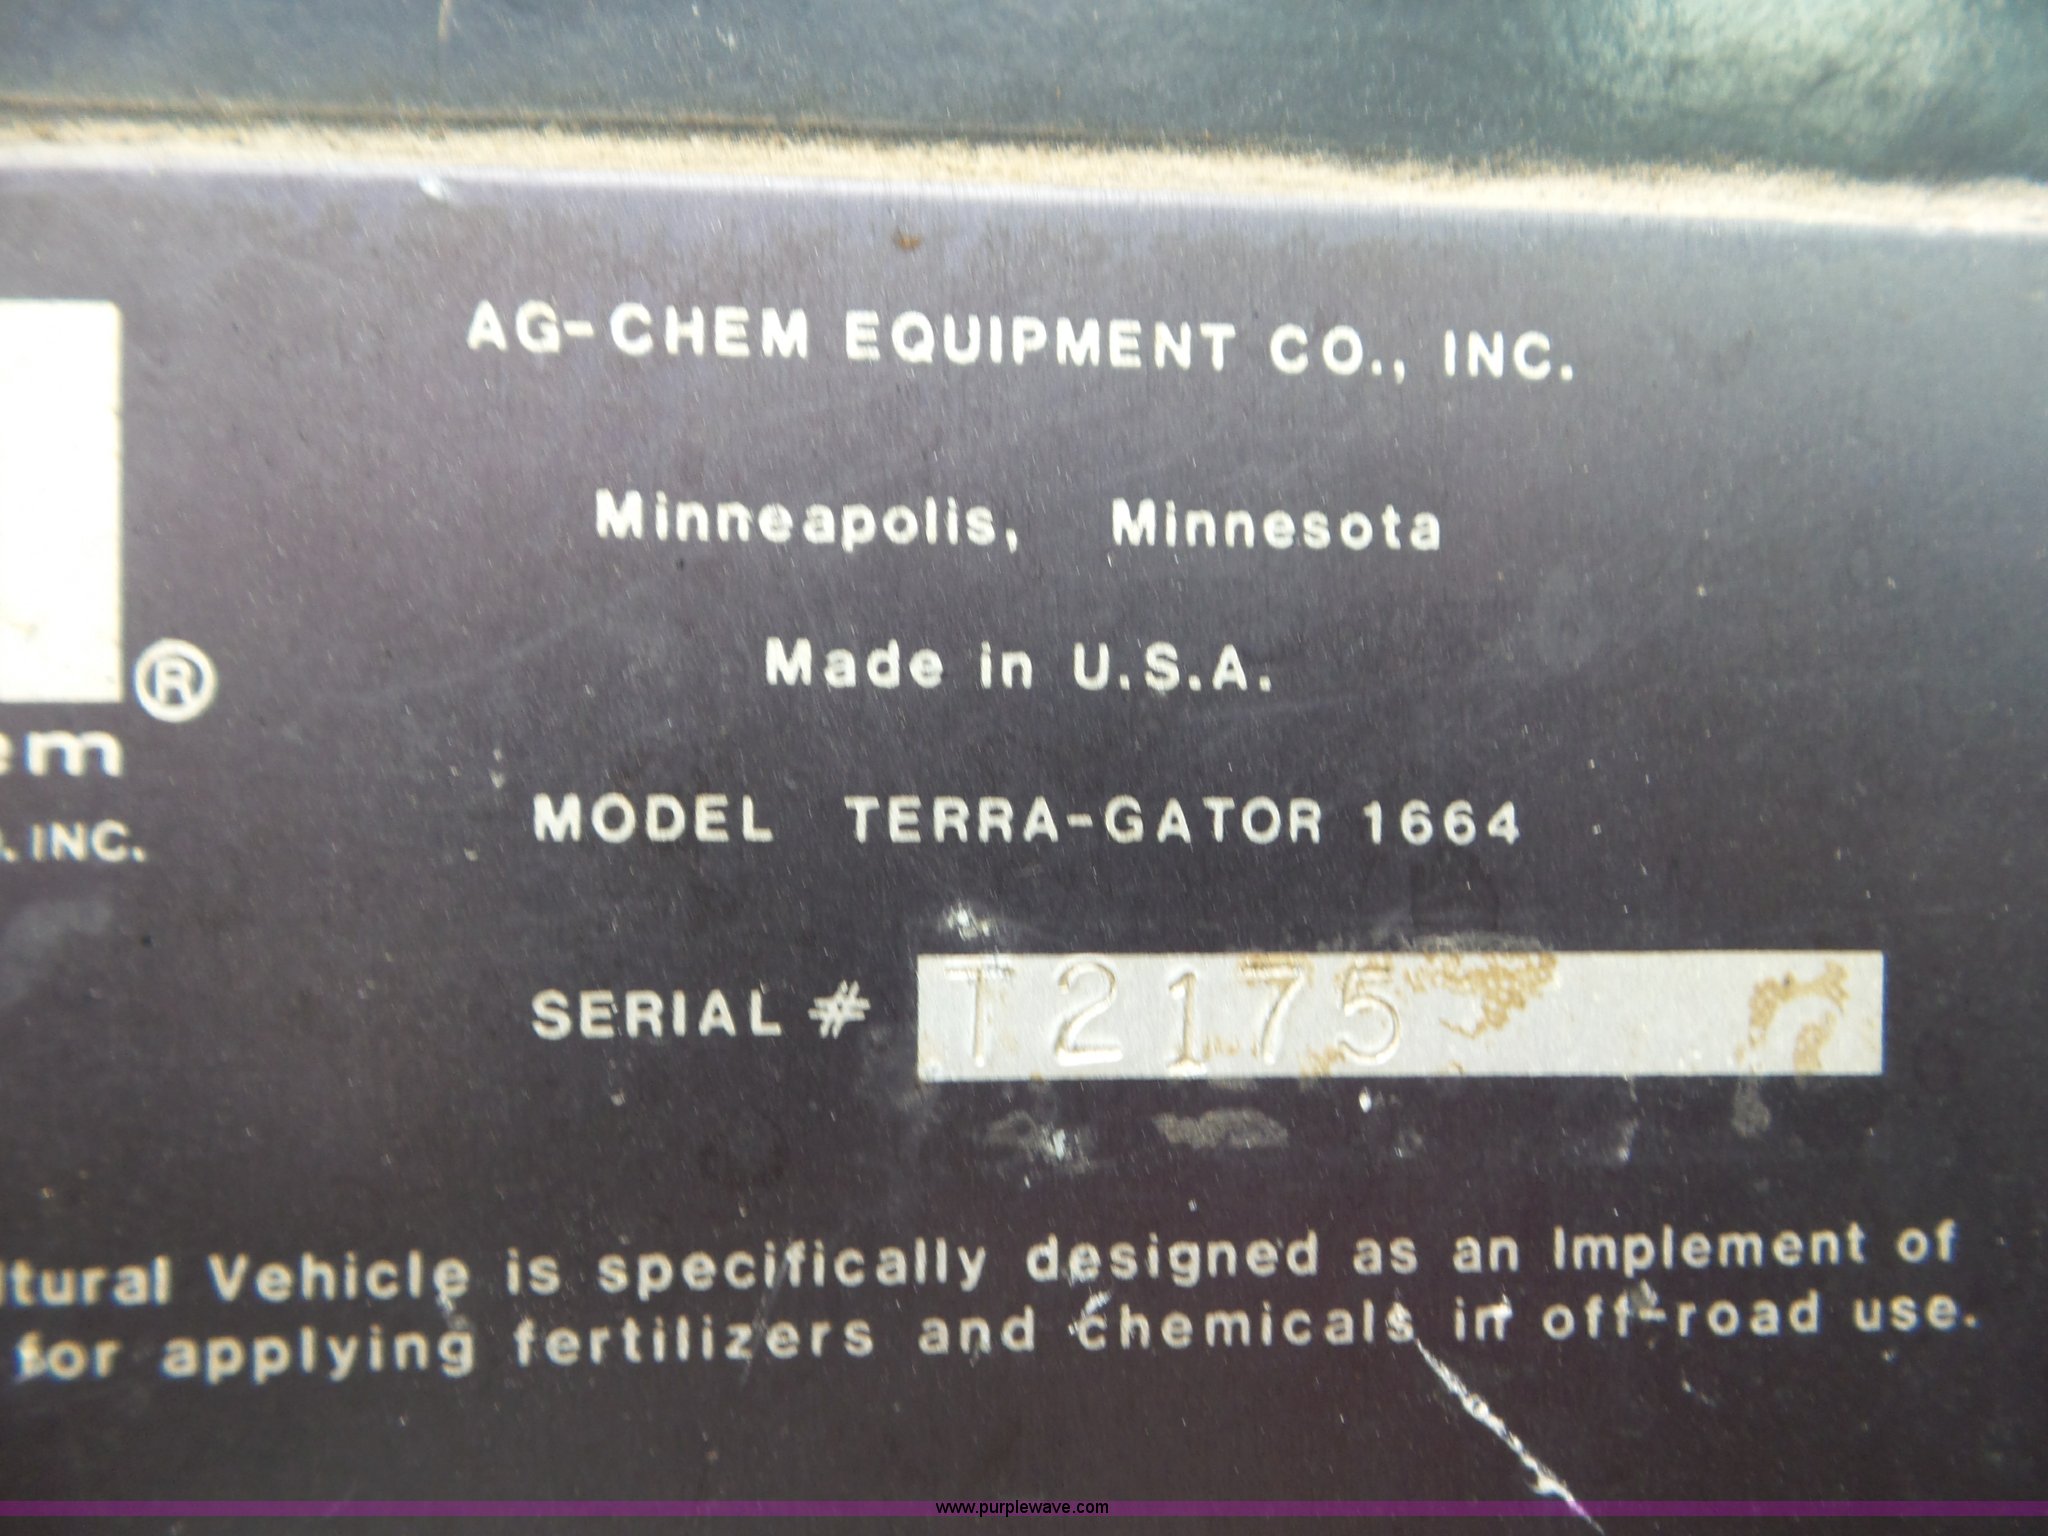 AG-CHEM EQUIPMENT CO., INC.
Minneapolis, Minnesota
Made in U.S.A.
®
em
. INC.
MODEL TERRA-GATOR 1664
SERIAL # T2175
ltural Vehicle is specifically designed as an Implement of
for applying fertilizers and chemicals in off-road use.
www.purplewave.com